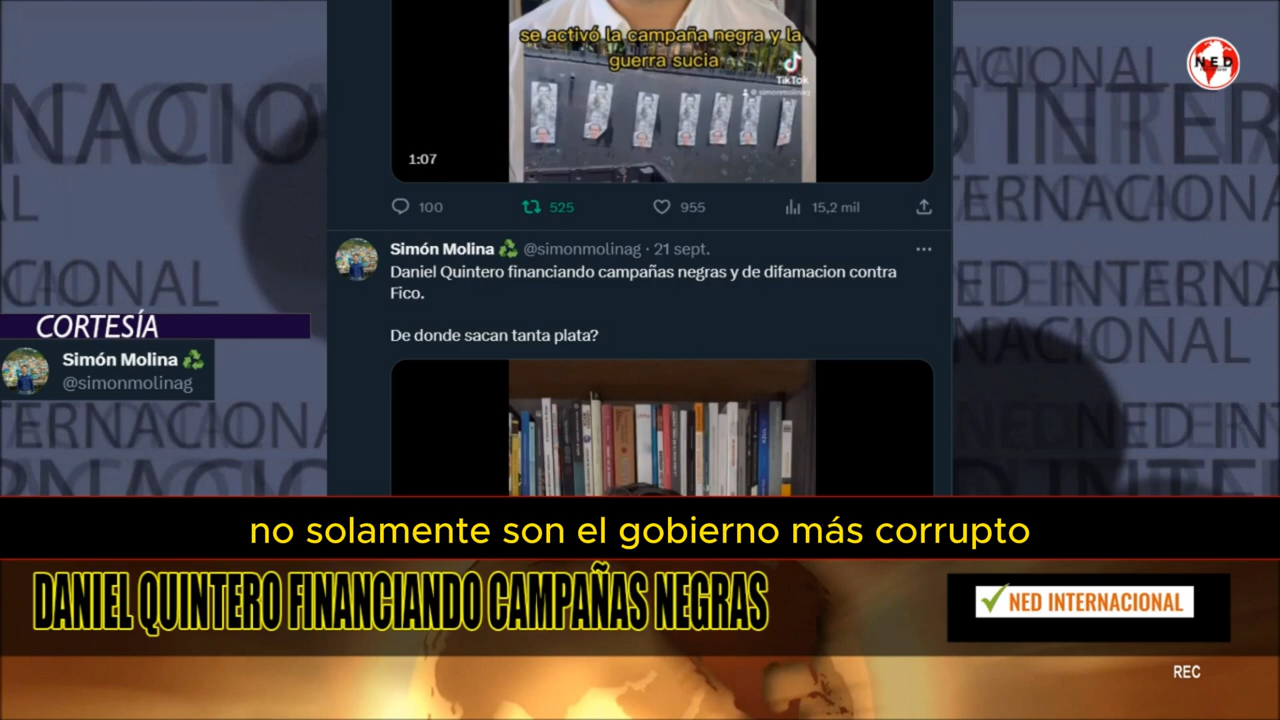 se activó la campaña negra y la
guerra sucia
TikTok
@simonmolinag
1:07
NED
100
525
955
15,2 mil
Simón Molina @simonmolinag · 21 sept.
Daniel Quintero financiando campañas negras y de difamacion contra
Fico.
De donde sacan tanta plata?
CORTESÍA
Simón Molina
@simonmolinag
no solamente son el gobierno más corrupto
DANIEL QUINTERO FINANCIANDO CAMPAÑAS NEGRAS
NED INTERNACIONAL
REC